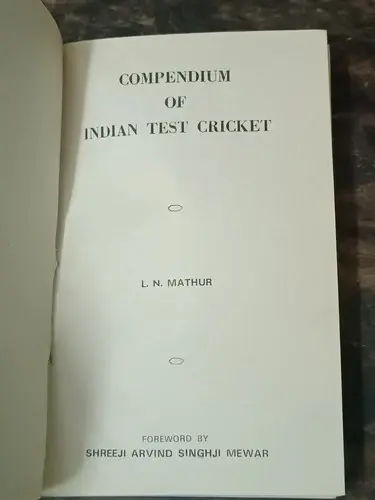 COMPENDIUM
OF
INDIAN TEST CRICKET
L. N. MATHUR
FOREWORD BY
SHREEJI ARVIND SINGHJI MEWAR